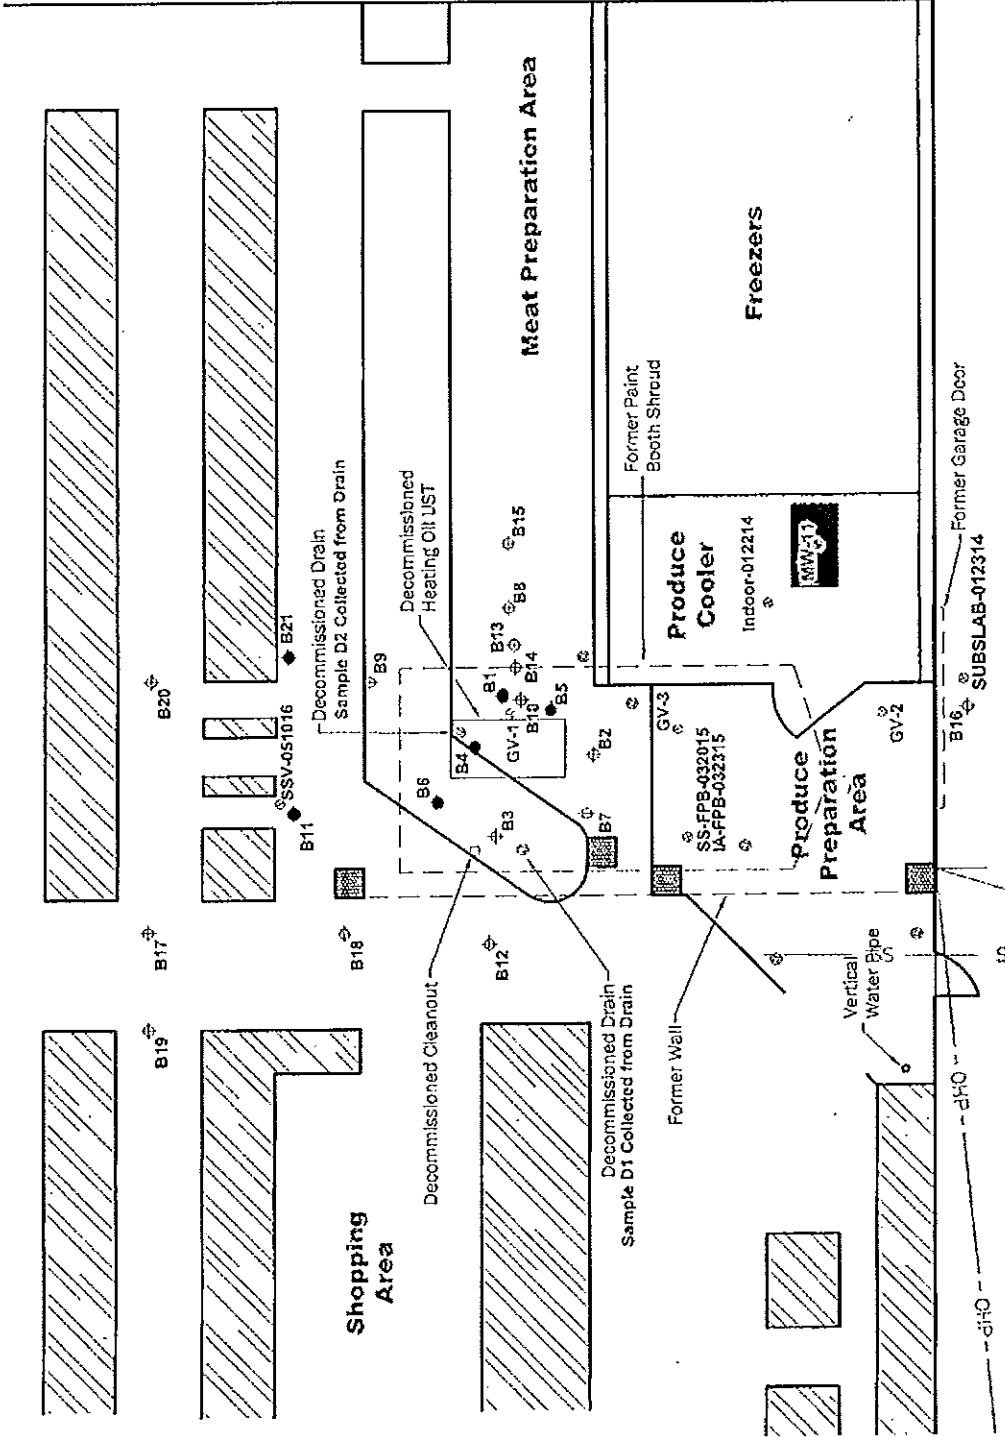 Meat Preparation Area
Freezers
Former Paint
Booth Shroud
Former Garage Door
SUBSLAB-012314
Produce
Cooler
Indoor-012214
MW-11
Decommissioned Drain
Sample D2 Collected from Drain
Decommissioned
Heating Oil UST
B15
B8
B13
B14
B1
B10
B5
B9
B21
B20
SSV-051016
B11
B6
B4
GV-1
B2
B3
B7
GV-3
SS-FPB-032015
IA-FPB-032315
Produce
Preparation
Area
GV-2
B16
B17
B18
B12
B19
Decommissioned Cleanout
Decommissioned Drain
Sample D1 Collected from Drain
Former Wall
Vertical
Water Pipe
S
S
Shopping
Area
OHP
OHP